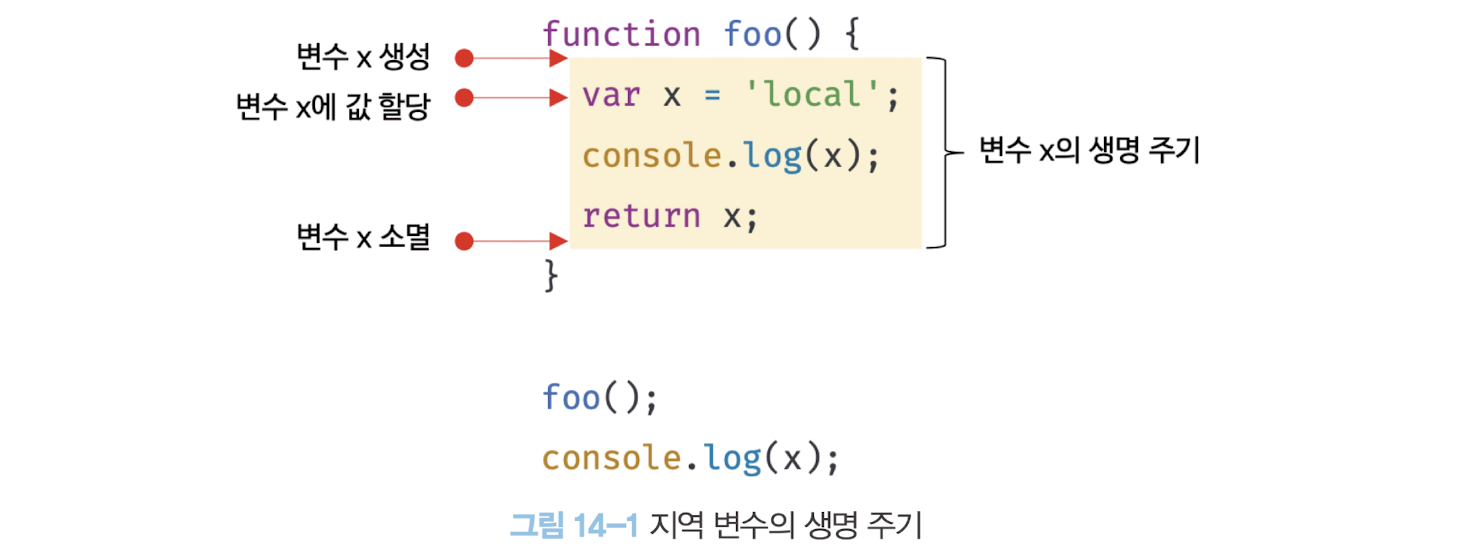 function foo() {
변수 x 생성
변수 x에 값 할당
var x = 'local';
console.log(x);
변수 x의 생명 주기
return x;
변수 x 소멸
}
foo();
console.log(x);
그림 14-1 지역 변수의 생명 주기